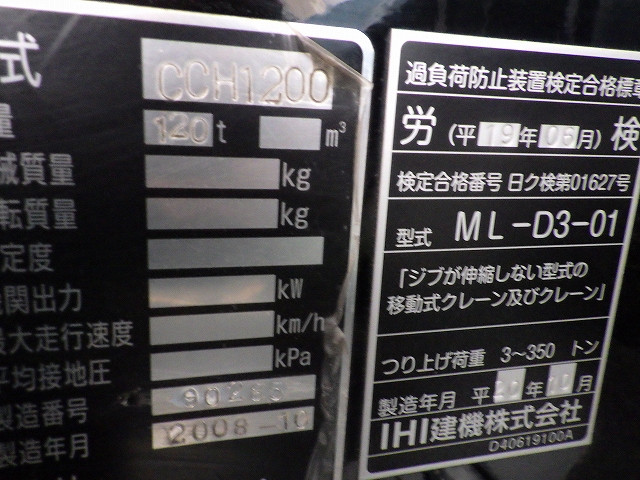 式 CCH1200
量 120 t m³
械質量 kg
転質量 kg
定度
機関出力 kW
最大走行速度 km/h
平均接地圧 kPa
製造番号
製造年月 2008-10
過負荷防止装置検定合格標章
労 (平 19 年 06 月) 検
検定合格番号 日ク検第01627号
型式 ML-D3-01
「ジブが伸縮しない型式の
移動式クレーン及びクレーン」
つり上げ荷重 3~350 トン
製造年月 平 20 年 10 月
IHI建機株式会社
D40619100A